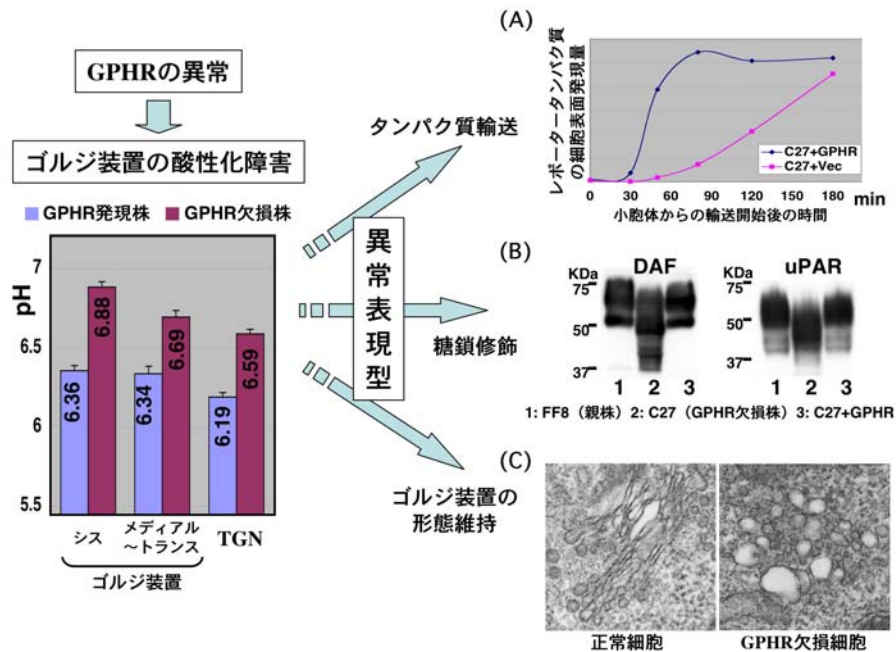 GPHRの異常
ゴルジ装置の酸性化障害
GPHR発現株 GPHR欠損株
pH
7
6.5
6
5.5
6.36
6.88
6.34
6.69
6.19
6.59
シス
メディアル
～トランス
TGN
ゴルジ装置
異常表現型
タンパク質輸送
糖鎖修飾
ゴルジ装置の
形態維持
(A)
レポータータンパク質
の細胞表面発現量
C27+GPHR
C27+Vec
0 30 60 90 120 150 180 min
小胞体からの輸送開始後の時間
(B)
DAF
KDa
75
50
37
1 2 3
uPAR
KDa
75
50
37
1 2 3
1: FF8（親株）2: C27（GPHR欠損株）3: C27+GPHR
(C)
正常細胞
GPHR欠損細胞